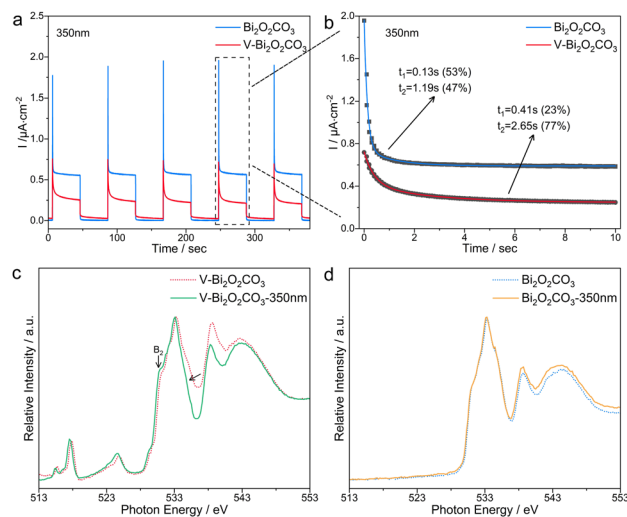 a
350nm
Bi₂O₂CO₃
V-Bi₂O₂CO₃
I / μA·cm⁻²
2.5
2.0
1.5
1.0
0.5
0.0
0
100
200
300
Time / sec
b
350nm
Bi₂O₂CO₃
V-Bi₂O₂CO₃
t₁=0.13s (53%)
t₂=1.19s (47%)
t₁=0.41s (23%)
t₂=2.65s (77%)
I / μA·cm⁻²
2.0
1.6
1.2
0.8
0.4
0.0
0
2
4
6
8
10
Time / sec
c
V-Bi₂O₂CO₃
V-Bi₂O₂CO₃-350nm
B₂
Relative Intensity / a.u.
513
523
533
543
553
Photon Energy / eV
d
Bi₂O₂CO₃
Bi₂O₂CO₃-350nm
Relative Intensity / a.u.
513
523
533
543
553
Photon Energy / eV